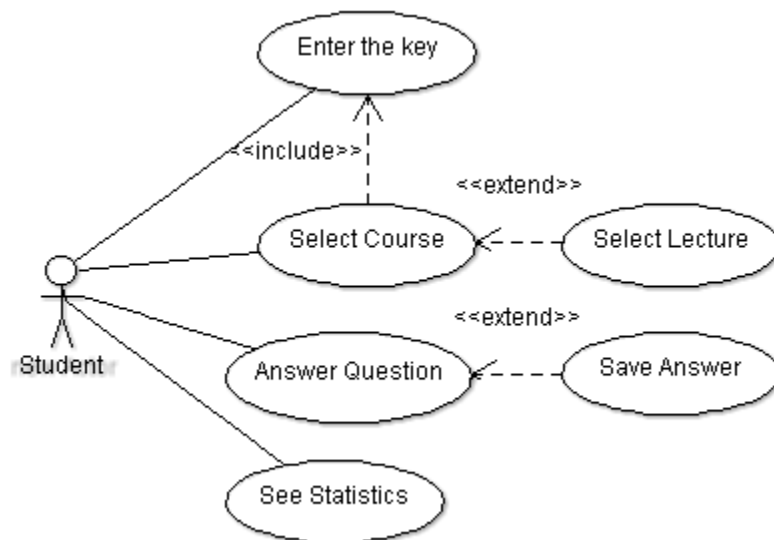 Enter the key
<<include>>
<<extend>>
Select Course
Select Lecture
<<extend>>
Student
Answer Question
Save Answer
See Statistics